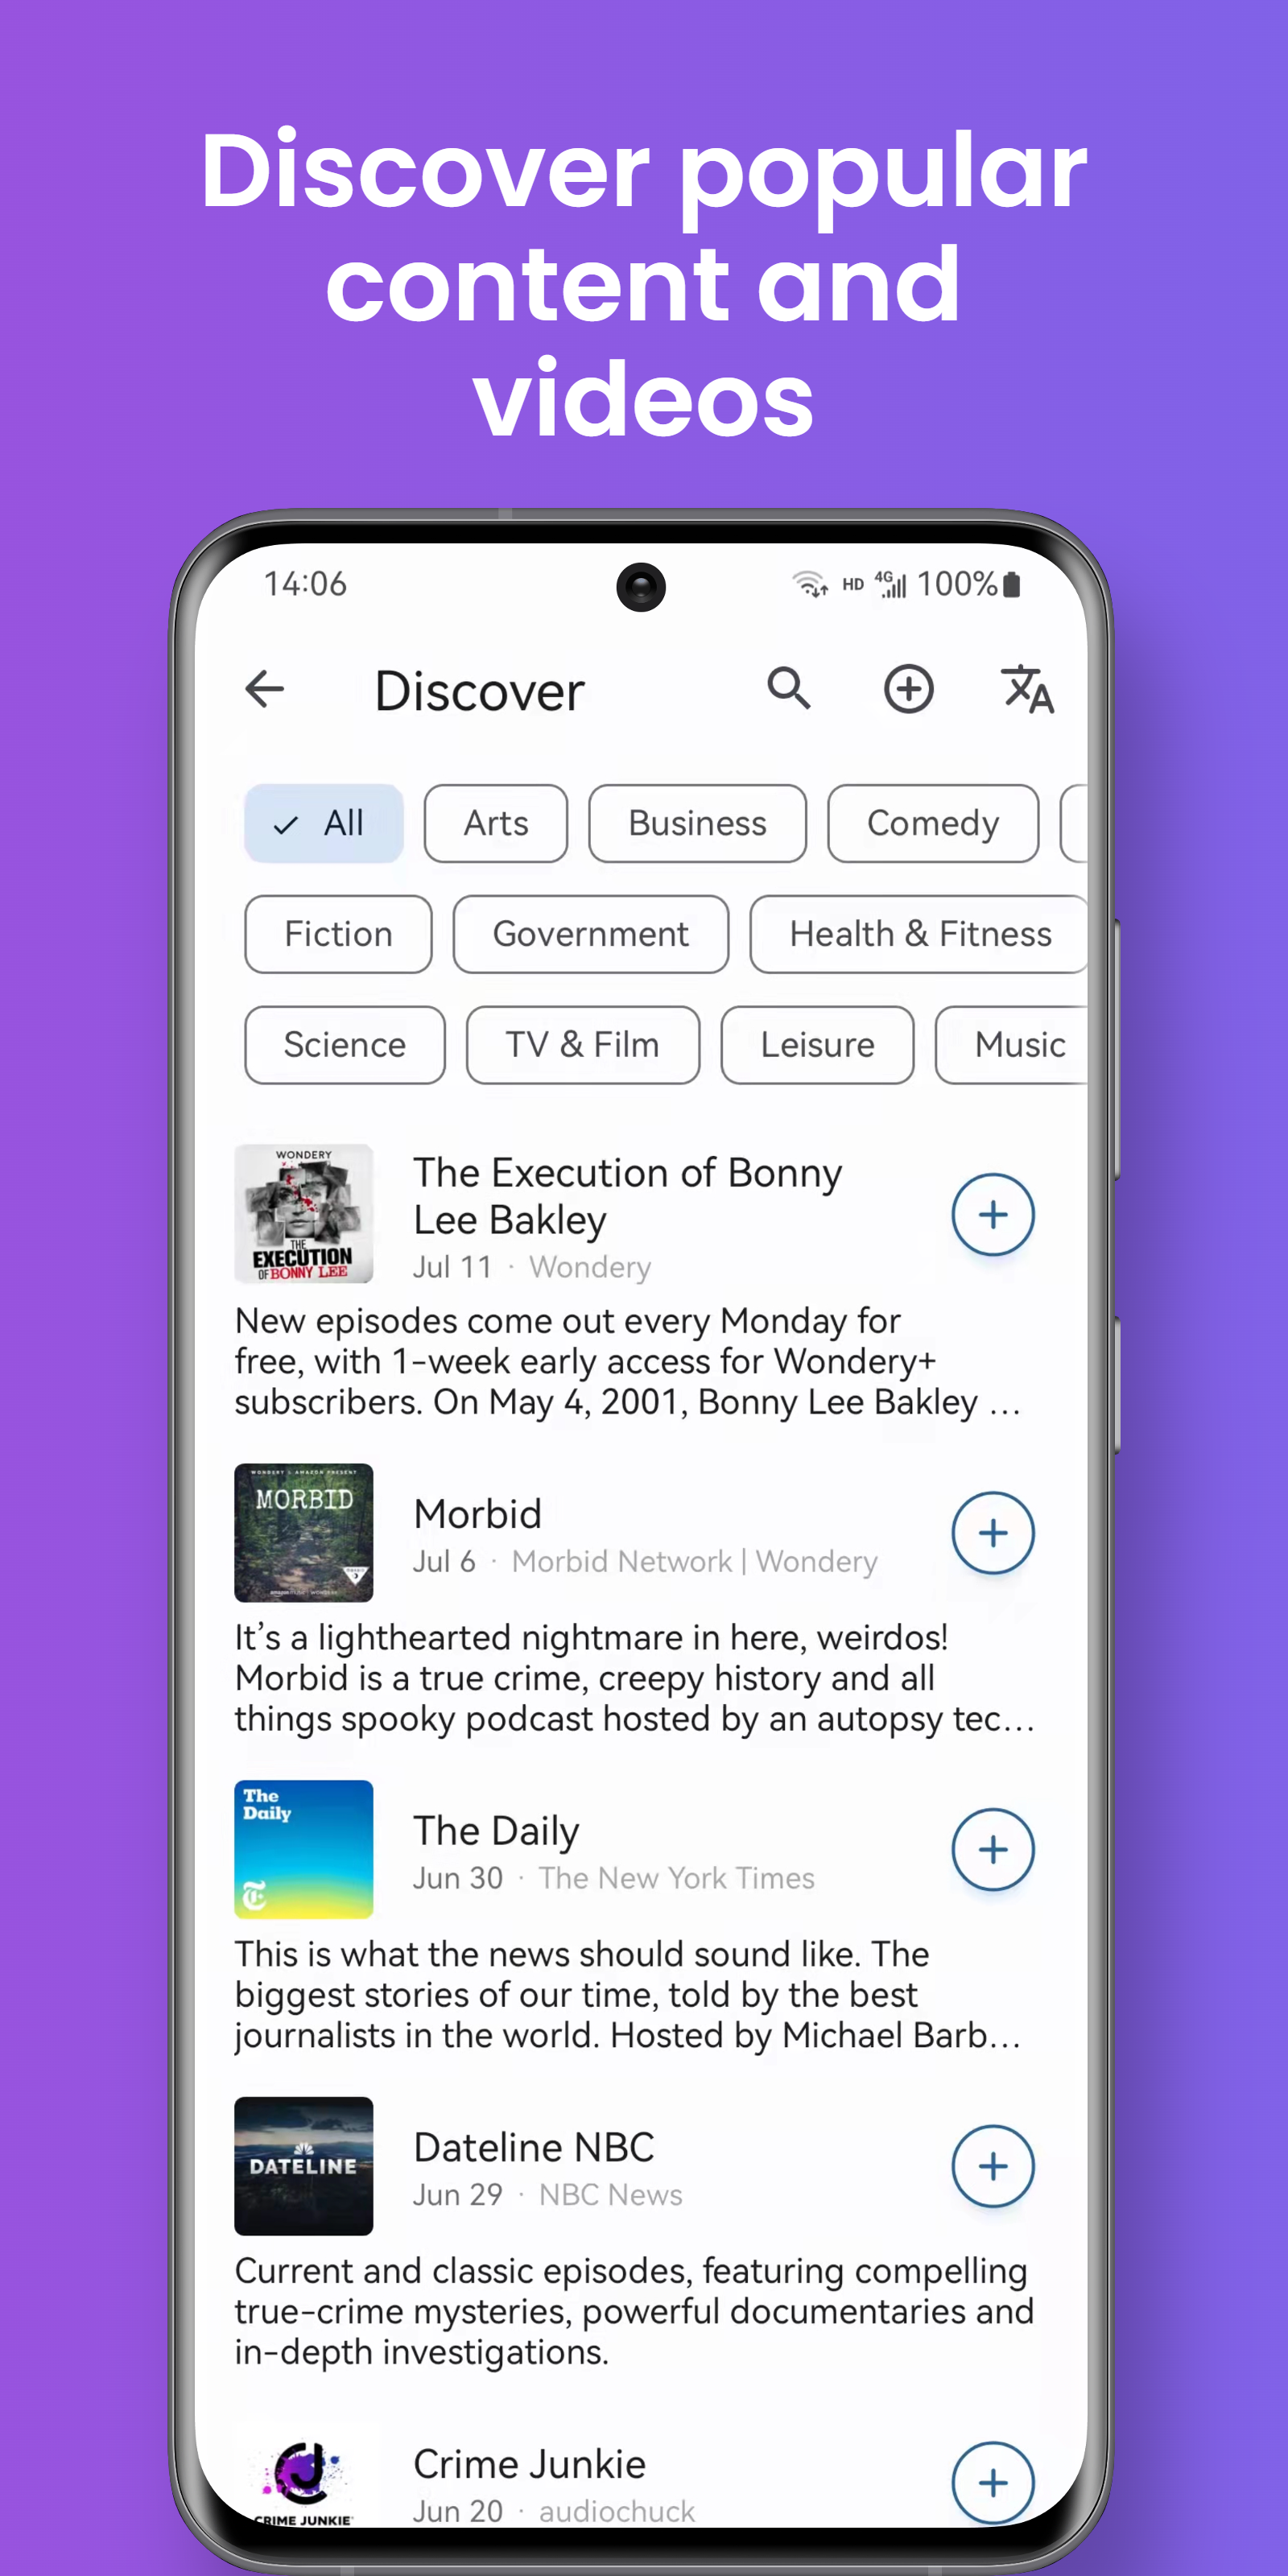 Discover popular
content and
videos
14:06
HD 4G 100%
Discover
All Arts Business Comedy
Fiction Government Health & Fitness
Science TV & Film Leisure Music
WONDERY
THE
EXECUTION
OF BONNY LEE
The Execution of Bonny
Lee Bakley
Jul 11 · Wondery
New episodes come out every Monday for
free, with 1-week early access for Wondery+
subscribers. On May 4, 2001, Bonny Lee Bakley …
WONDERY & AMAZON PRESENT
MORBID
Morbid
Jul 6 · Morbid Network | Wondery
It’s a lighthearted nightmare in here, weirdos!
Morbid is a true crime, creepy history and all
things spooky podcast hosted by an autopsy tec…
The
Daily
The Daily
Jun 30 · The New York Times
This is what the news should sound like. The
biggest stories of our time, told by the best
journalists in the world. Hosted by Michael Barb…
DATELINE
Dateline NBC
Jun 29 · NBC News
Current and classic episodes, featuring compelling
true-crime mysteries, powerful documentaries and
in-depth investigations.
CRIME JUNKIE
Crime Junkie
Jun 20 · audiochuck